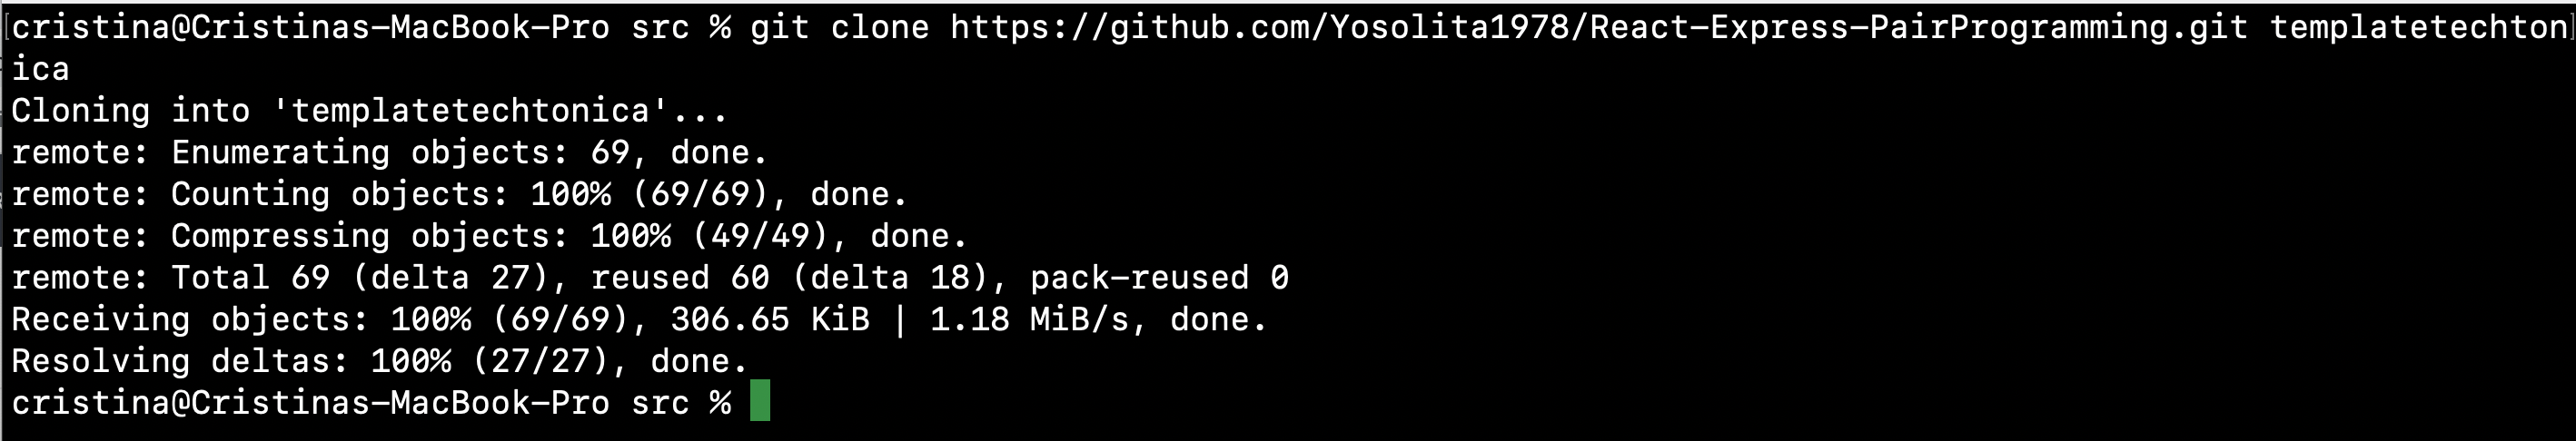 cristina@Cristinas-MacBook-Pro src % git clone https://github.com/Yosolita1978/React-Express-PairProgramming.git templatetechton
ica
Cloning into 'templatetechtonica'...
remote: Enumerating objects: 69, done.
remote: Counting objects: 100% (69/69), done.
remote: Compressing objects: 100% (49/49), done.
remote: Total 69 (delta 27), reused 60 (delta 18), pack-reused 0
Receiving objects: 100% (69/69), 306.65 KiB | 1.18 MiB/s, done.
Resolving deltas: 100% (27/27), done.
cristina@Cristinas-MacBook-Pro src %